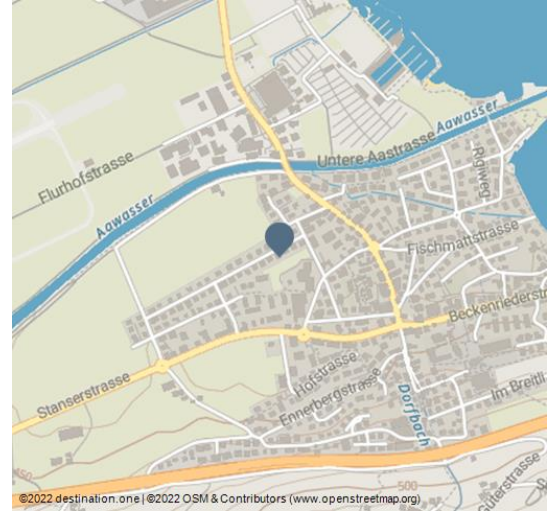 Aawasser
Untere Aastrasse
Flurhofstrasse
Rigiweg
Aawasser
Fischmattstrasse
Beckenriederstr
Stanserstrasse
Hofstrasse
Ennerbergstrasse
Dorfbach
Im Breitli
500
Güterstrasse
©2022 destination.one | ©2022 OSM & Contributors (www.openstreetmap.org)